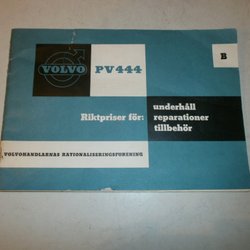 VOLVO PV444
B
underhåll
Riktpriser för: reparationer
tillbehör
VOLVOHANDLARNAS RATIONALISERINGSFÖRENING